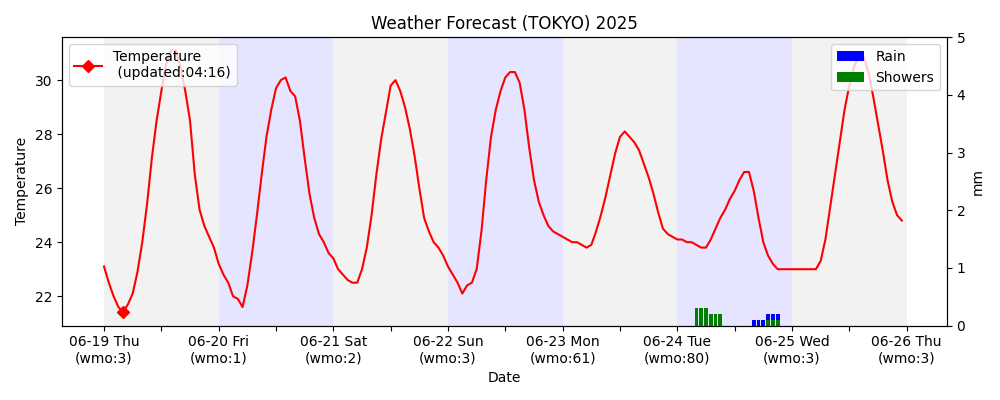 Weather Forecast (TOKYO) 2025
Temperature
(updated:04:16)
Rain
Showers
Temperature
30
28
26
24
22
5
4
3
2
1
0
mm
06-19 Thu
(wmo:3)
06-20 Fri
(wmo:1)
06-21 Sat
(wmo:2)
06-22 Sun
(wmo:3)
06-23 Mon
(wmo:61)
06-24 Tue
(wmo:80)
06-25 Wed
(wmo:3)
06-26 Thu
(wmo:3)
Date